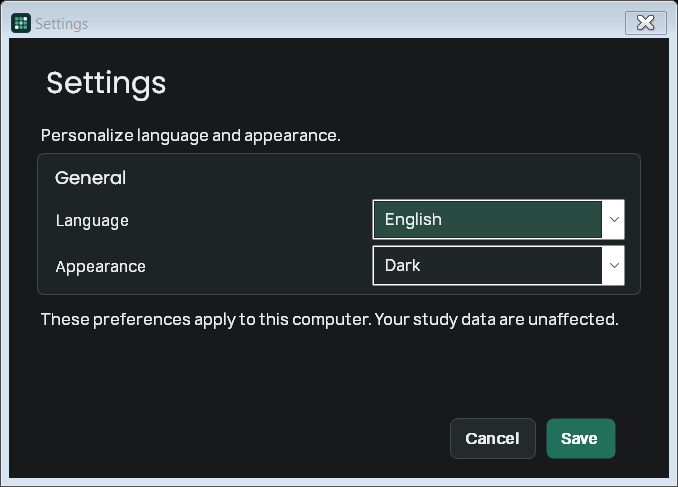 Settings
Settings
Personalize language and appearance.
General
Language
English
Appearance
Dark
These preferences apply to this computer. Your study data are unaffected.
Cancel
Save